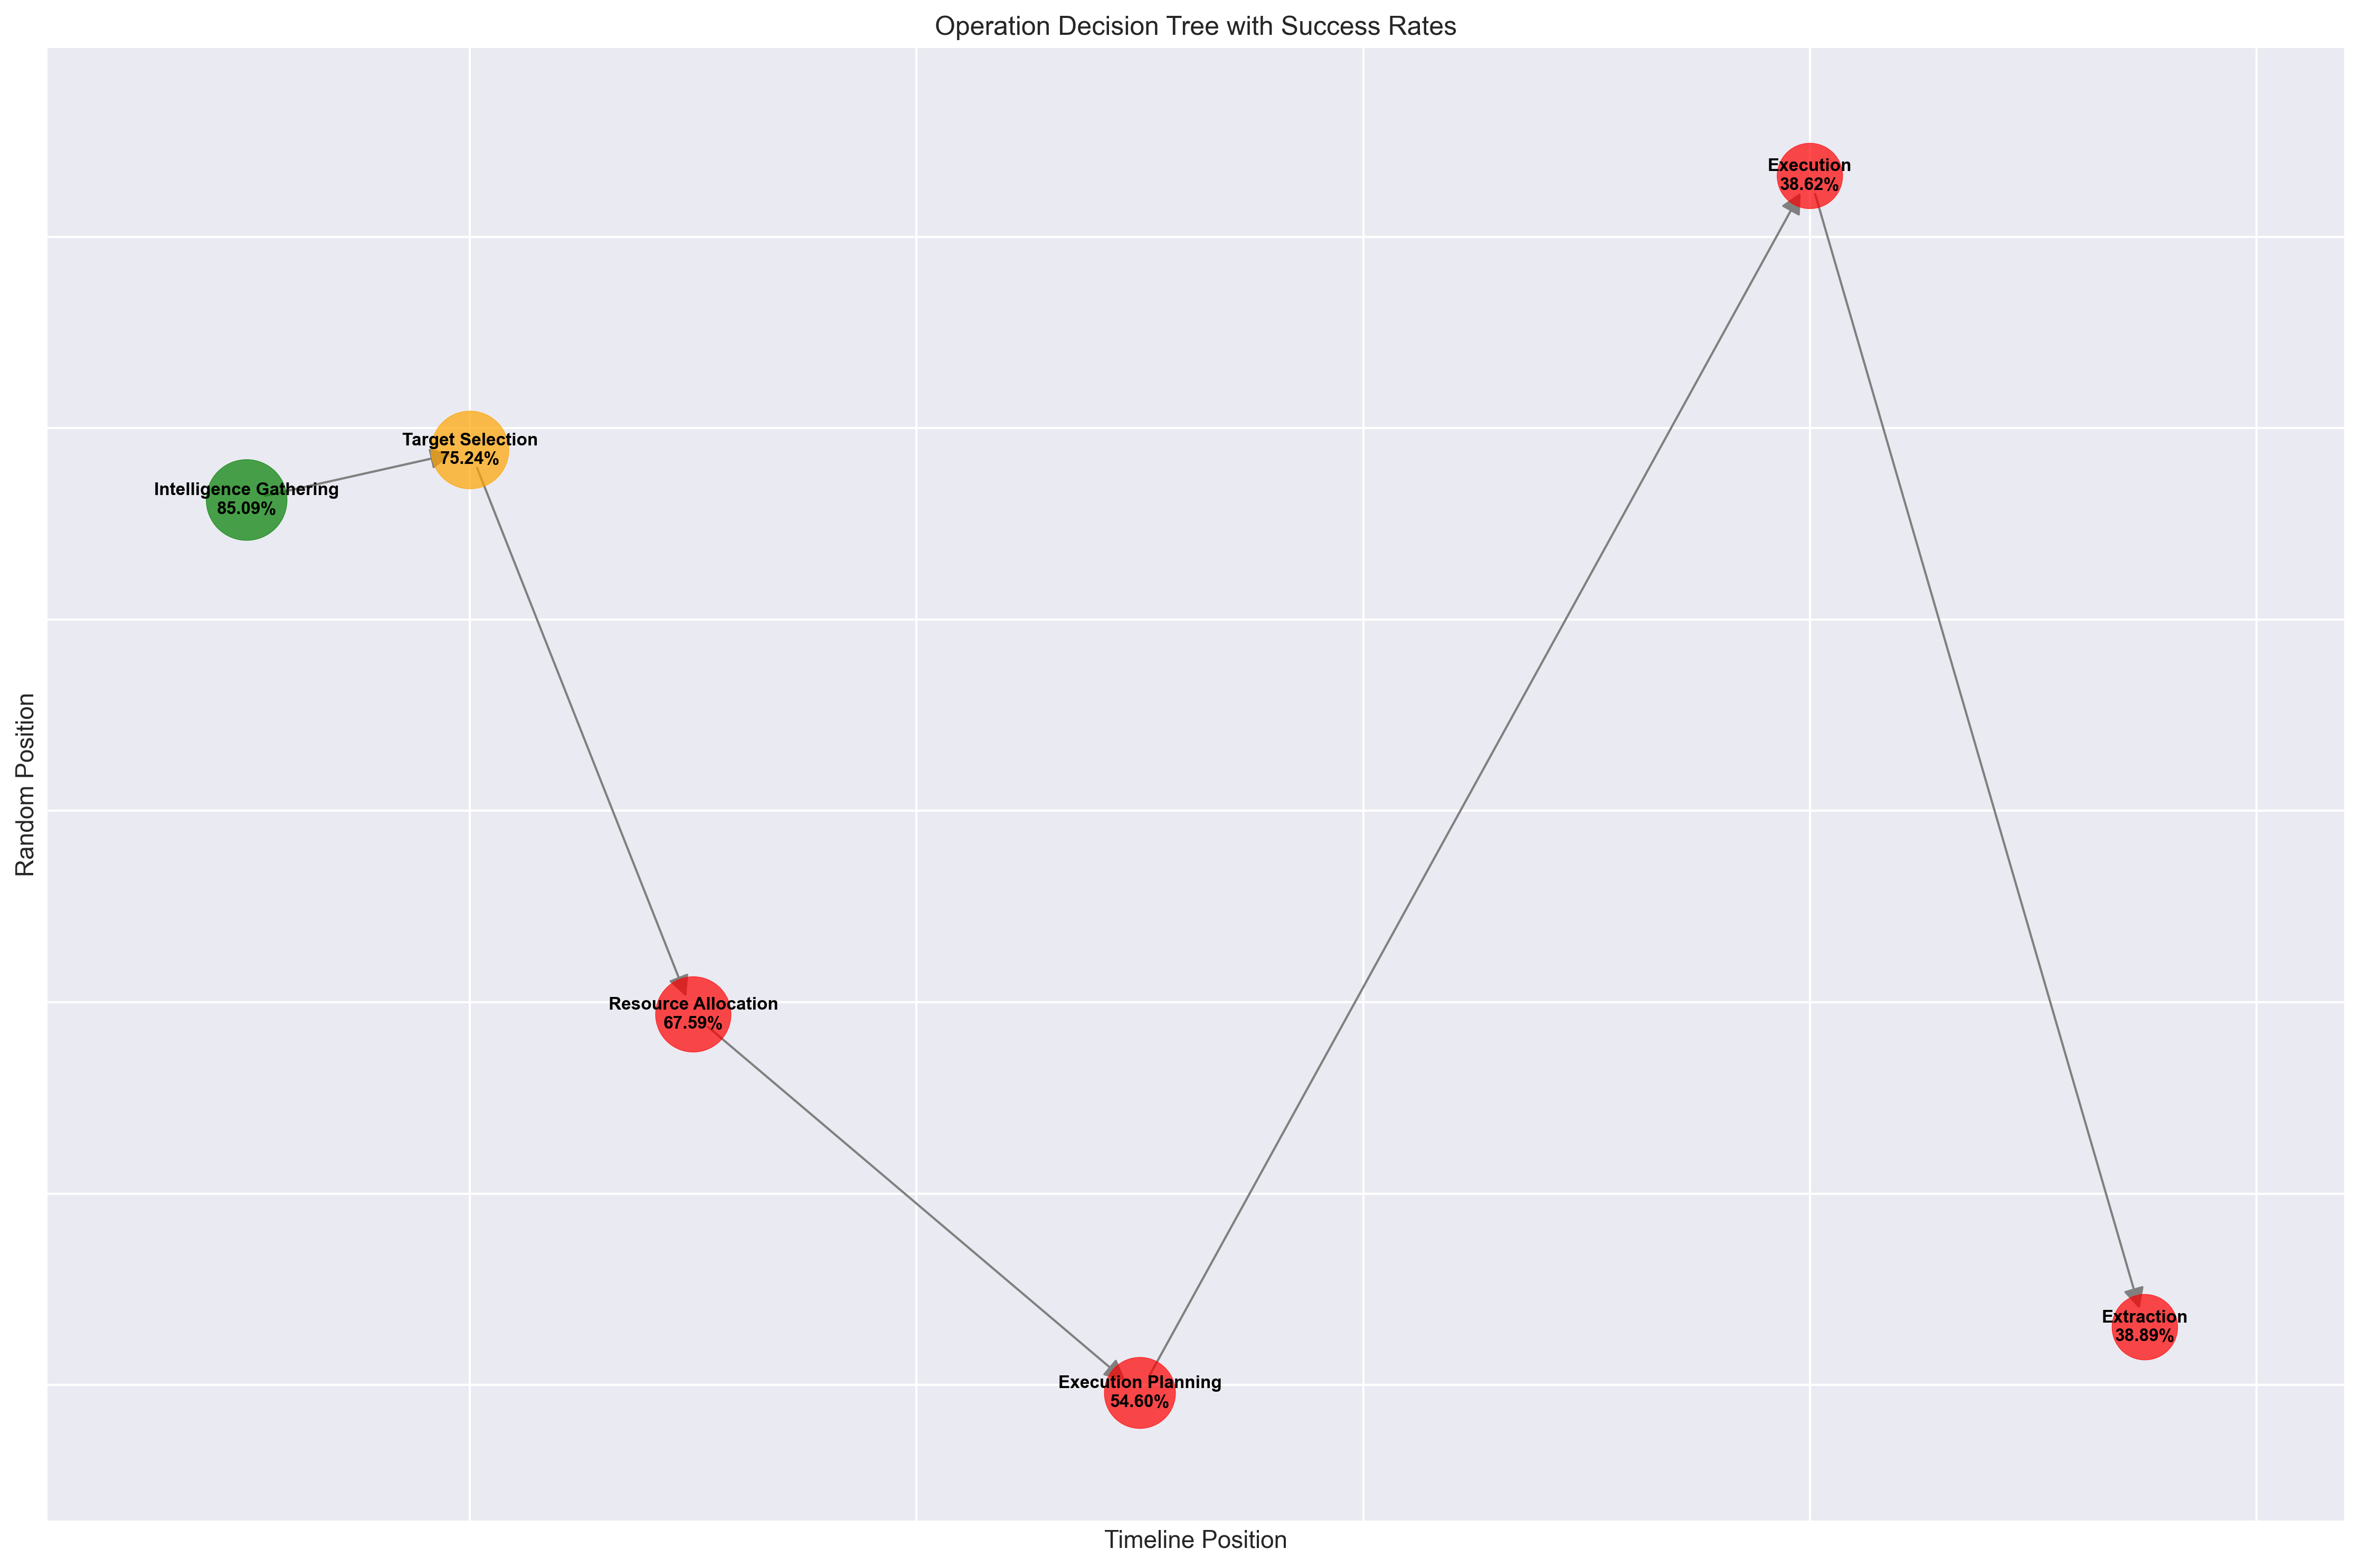 Operation Decision Tree with Success Rates
Execution
38.62%
Target Selection
75.24%
Intelligence Gathering
85.09%
Random Position
Resource Allocation
67.59%
Extraction
38.89%
Execution Planning
54.60%
Timeline Position